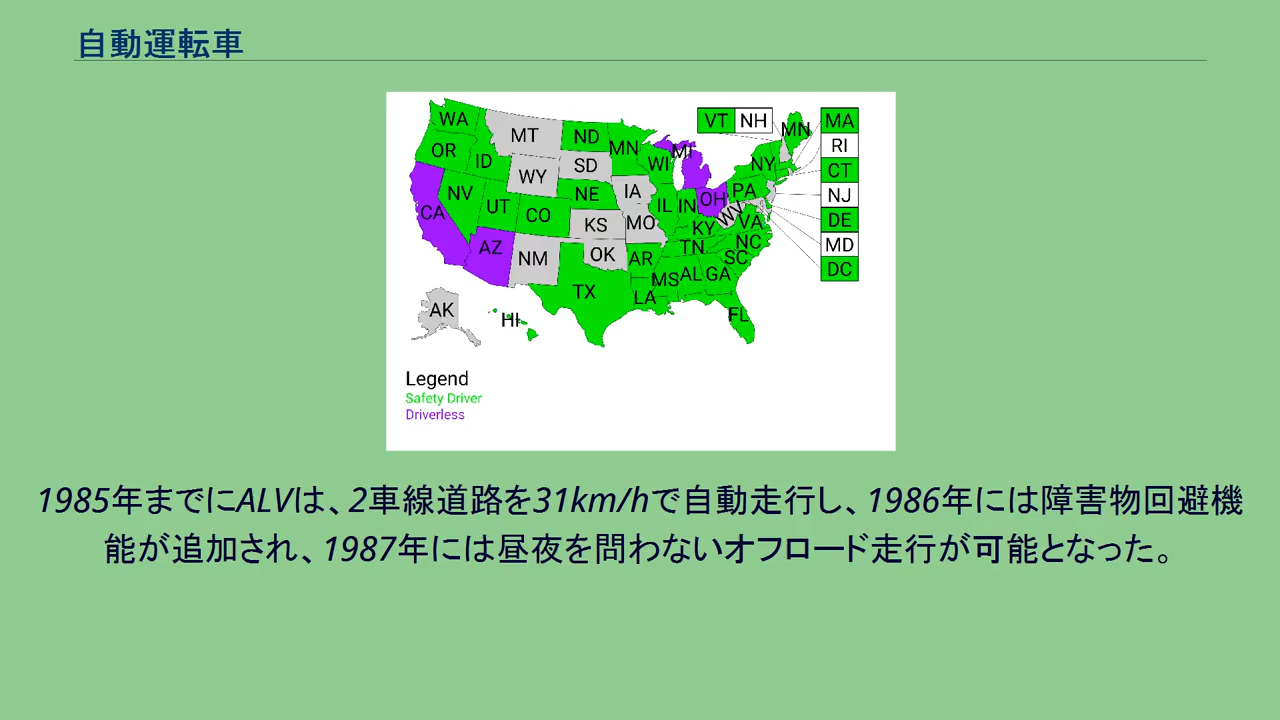 自動運転車
WA
MT
ND
MN
VT NH
MN
MA
OR
ID
SD
WI
MI
NY
RI
WY
CT
NV
NE
IA
PA
NJ
CA
UT
CO
IL IN OH
WV
DE
KS
MO
KY
VA
MD
AZ
NM
OK
AR
TN
NC
DC
SC
TX
LA
MS AL GA
AK
HI
FL
Legend
Safety Driver
Driverless
1985年までにALVは、2車線道路を31km/hで自動走行し、1986年には障害物回避機
能が追加され、1987年には昼夜を問わないオフロード走行が可能となった。